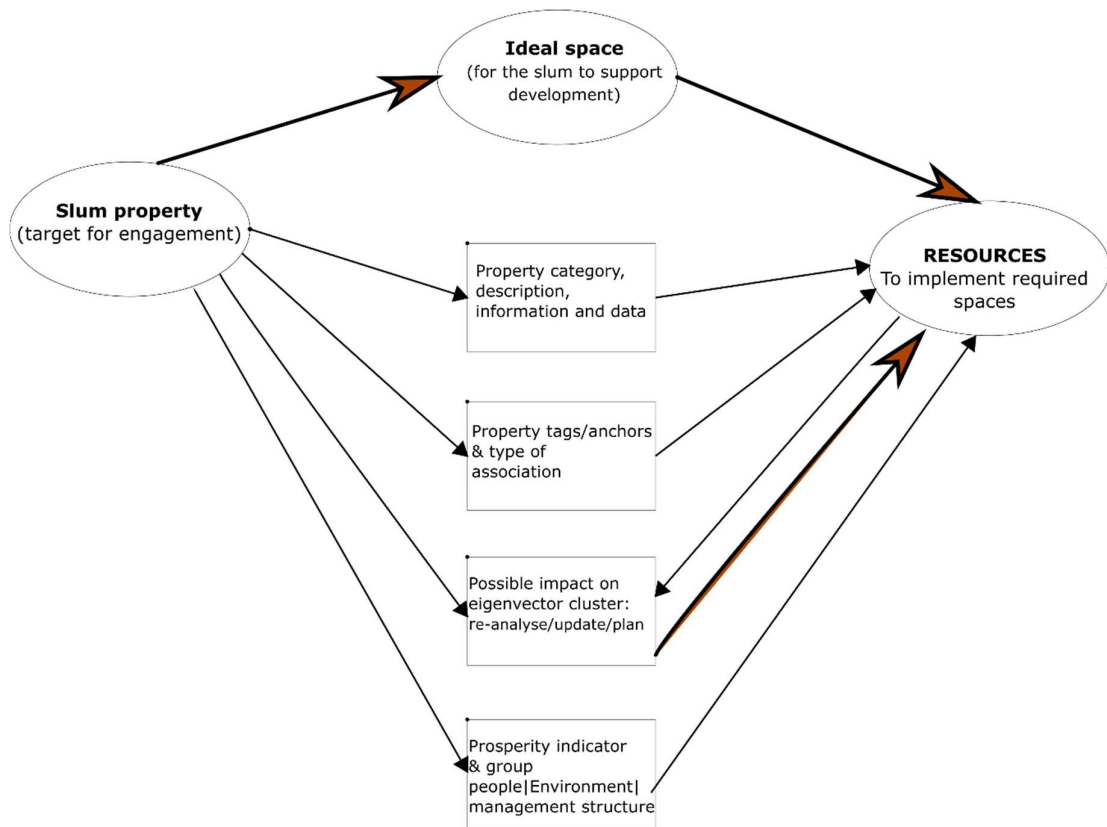 Ideal space
(for the slum to support
development)
Slum property
(target for engagement)
RESOURCES
To implement required
spaces
Property category,
description,
information and data
Property tags/anchors
& type of
association
Possible impact on
eigenvector cluster:
re-analyse/update/plan
Prosperity indicator
& group
people|Environment|
management structure